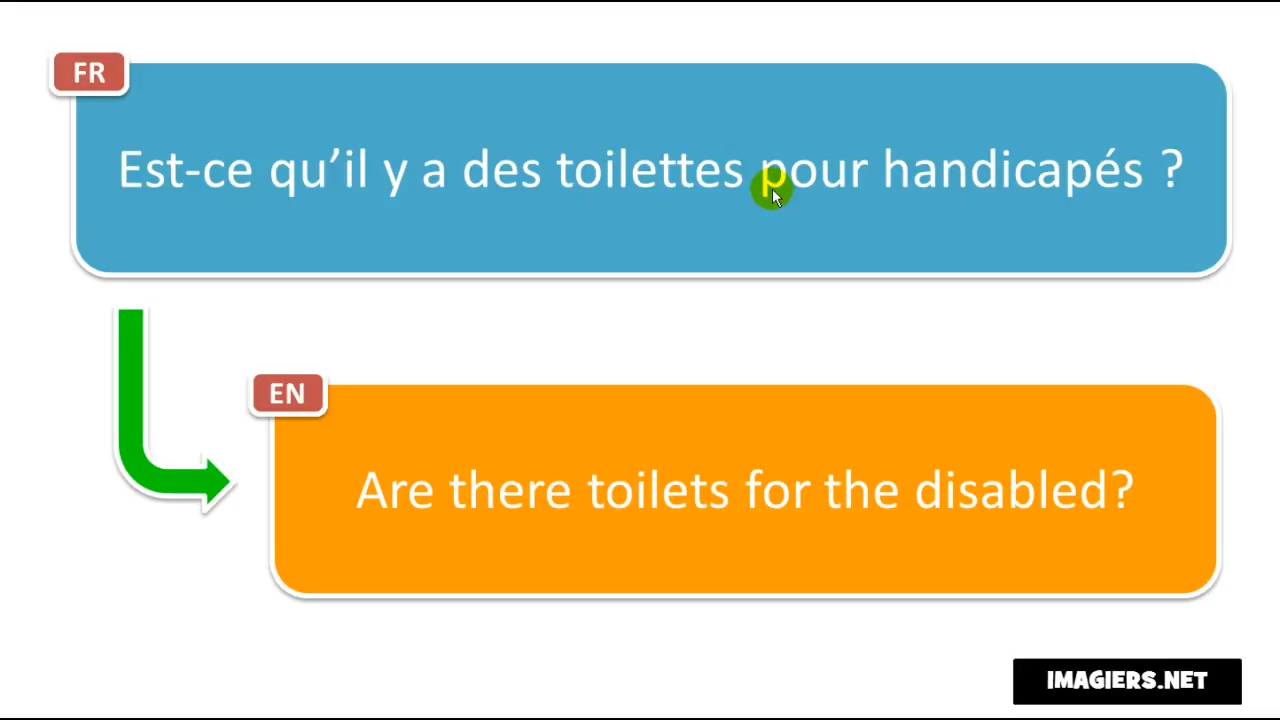 FR
Est-ce qu’il y a des toilettes pour handicapés ?
EN
Are there toilets for the disabled?
IMAGIERS.NET